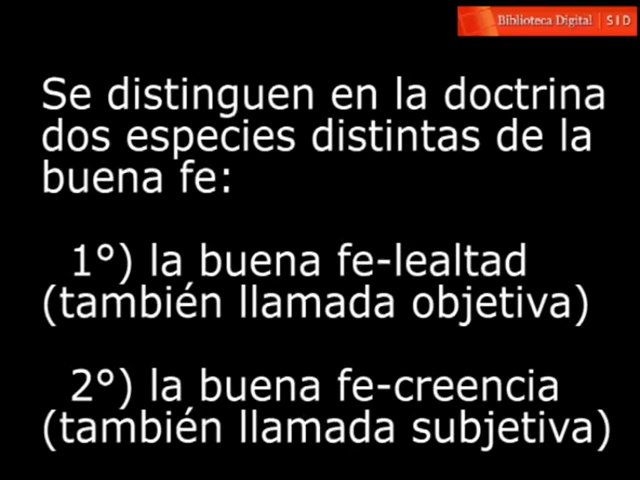 Biblioteca Digital | SID
Se distinguen en la doctrina
dos especies distintas de la
buena fe:
1°) la buena fe-lealtad
(también llamada objetiva)
2°) la buena fe-creencia
(también llamada subjetiva)